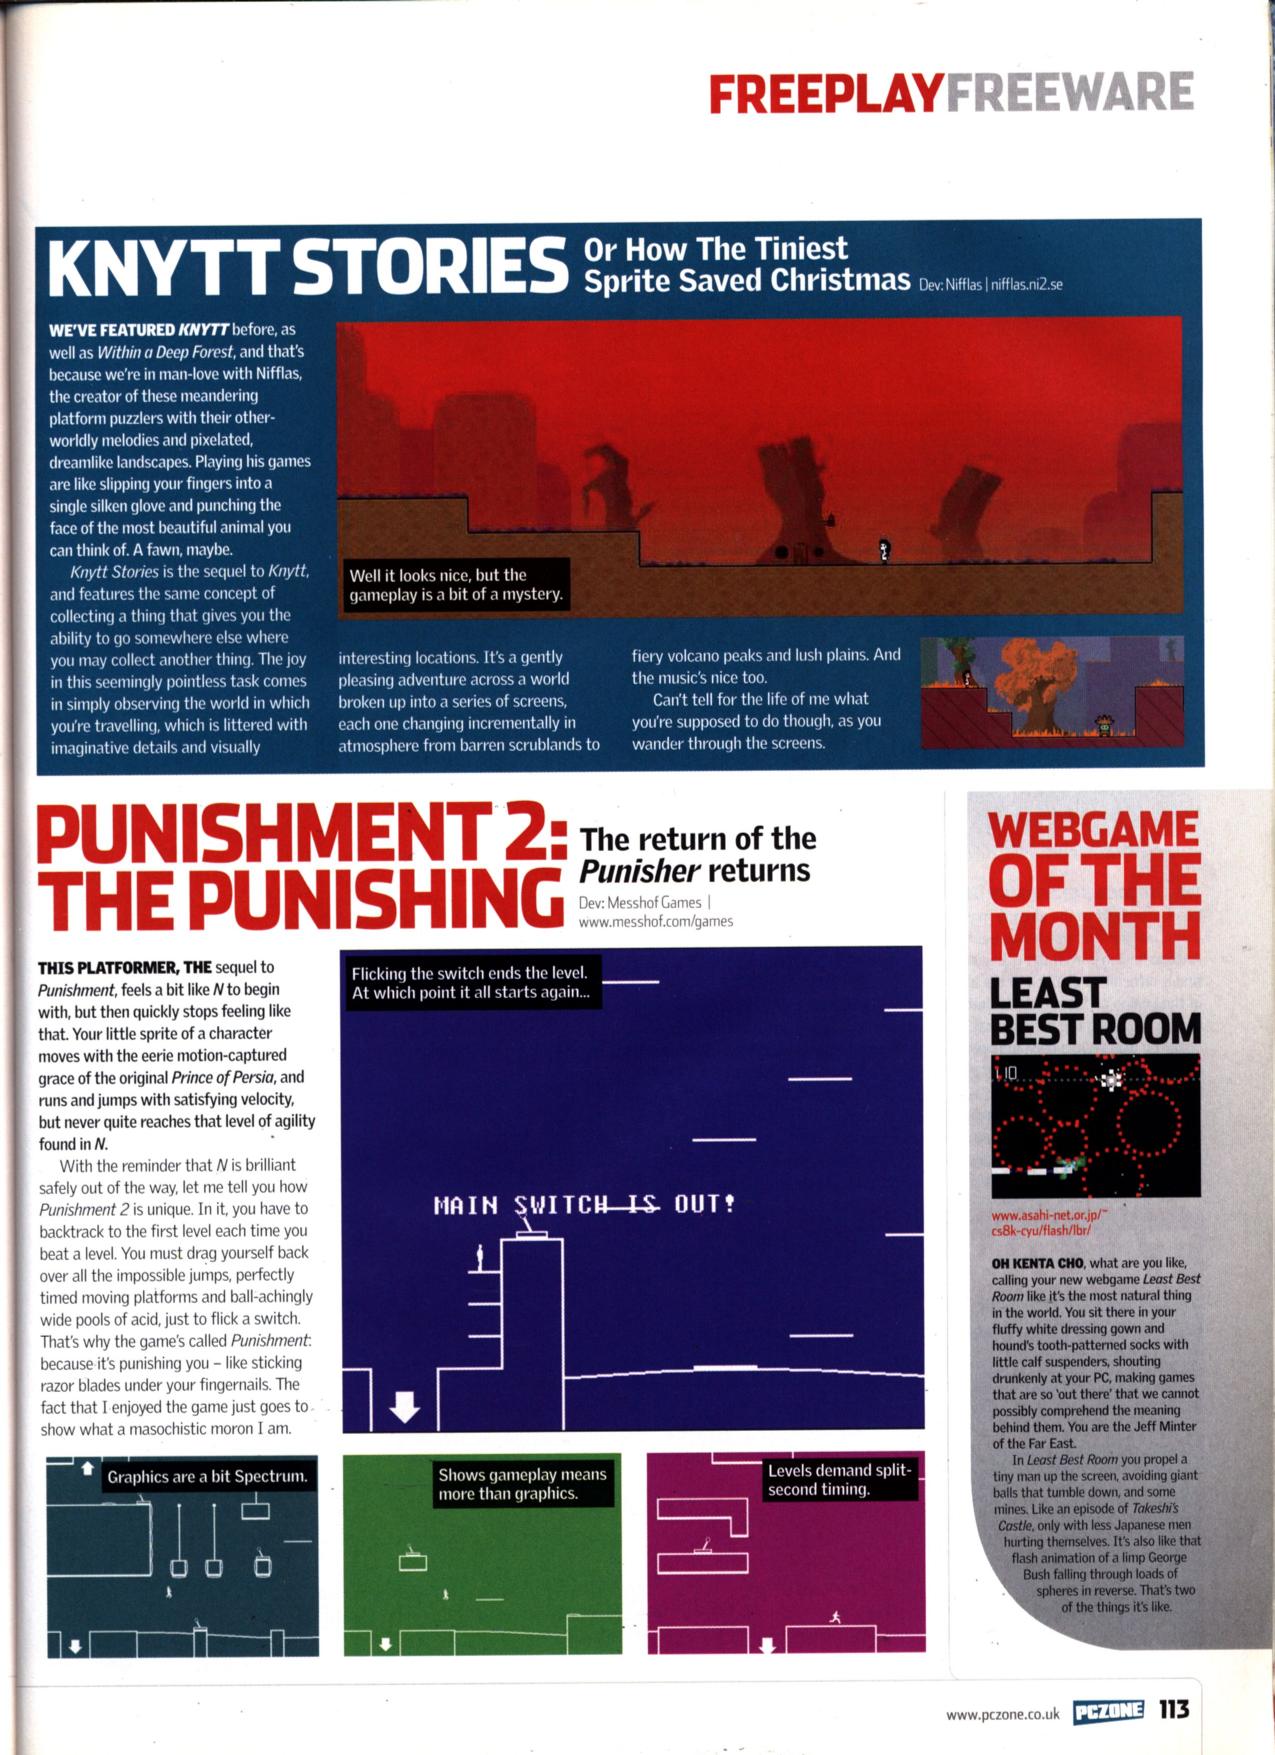 FREEPLAYFREEWARE
KNYTT STORIES
Or How The Tiniest
Sprite Saved Christmas Dev: Nifflas | nifflas.ni2.se
WE'VE FEATURED KNYTT before, as
well as Within a Deep Forest, and that's
because we're in man-love with Nifflas,
the creator of these meandering
platform puzzlers with their other-
worldly melodies and pixelated,
dreamlike landscapes. Playing his games
are like slipping your fingers into a
single silken glove and punching the
face of the most beautiful animal you
can think of. A fawn, maybe.
Knytt Stories is the sequel to Knytt,
and features the same concept of
collecting a thing that gives you the
ability to go somewhere else where
you may collect another thing. The joy
in this seemingly pointless task comes
in simply observing the world in which
you're travelling, which is littered with
imaginative details and visually
Well it looks nice, but the
gameplay is a bit of a mystery.
interesting locations. It's a gently
pleasing adventure across a world
broken up into a series of screens,
each one changing incrementally in
atmosphere from barren scrublands to
fiery volcano peaks and lush plains. And
the music's nice too.
Can't tell for the life of me what
you're supposed to do though, as you
wander through the screens.
PUNISHMENT 2:
THE PUNISHING
The return of the
Punisher returns
Dev: Messhof Games |
www.messhof.com/games
THIS PLATFORMER, THE sequel to
Punishment, feels a bit like N to begin
with, but then quickly stops feeling like
that. Your little sprite of a character
moves with the eerie motion-captured
grace of the original Prince of Persia, and
runs and jumps with satisfying velocity,
but never quite reaches that level of agility
found in N.
With the reminder that N is brilliant
safely out of the way, let me tell you how
Punishment 2 is unique. In it, you have to
backtrack to the first level each time you
beat a level. You must drag yourself back
over all the impossible jumps, perfectly
timed moving platforms and ball-achingly
wide pools of acid, just to flick a switch.
That's why the game's called Punishment:
because it's punishing you – like sticking
razor blades under your fingernails. The
fact that I enjoyed the game just goes to
show what a masochistic moron I am.
Flicking the switch ends the level.
At which point it all starts again...
MAIN SWITCH IS OUT!
Graphics are a bit Spectrum.
Shows gameplay means
more than graphics.
Levels demand split-
second timing.
WEBGAME
OF THE
MONTH
LEAST
BEST ROOM
www.asahi-net.or.jp/~
cs8k-cyu/flash/lbr/
OH KENTA CHO, what are you like,
calling your new webgame Least Best
Room like it's the most natural thing
in the world. You sit there in your
fluffy white dressing gown and
hound's tooth-patterned socks with
little calf suspenders, shouting
drunkenly at your PC, making games
that are so 'out there' that we cannot
possibly comprehend the meaning
behind them. You are the Jeff Minter
of the Far East.
In Least Best Room you propel a
tiny man up the screen, avoiding giant
balls that tumble down, and some
mines. Like an episode of Takeshi's
Castle, only with less Japanese men
hurting themselves. It's also like that
flash animation of a limp George
Bush falling through loads of
spheres in reverse. That's two
of the things it's like.
www.pczone.co.uk PCZONE 113